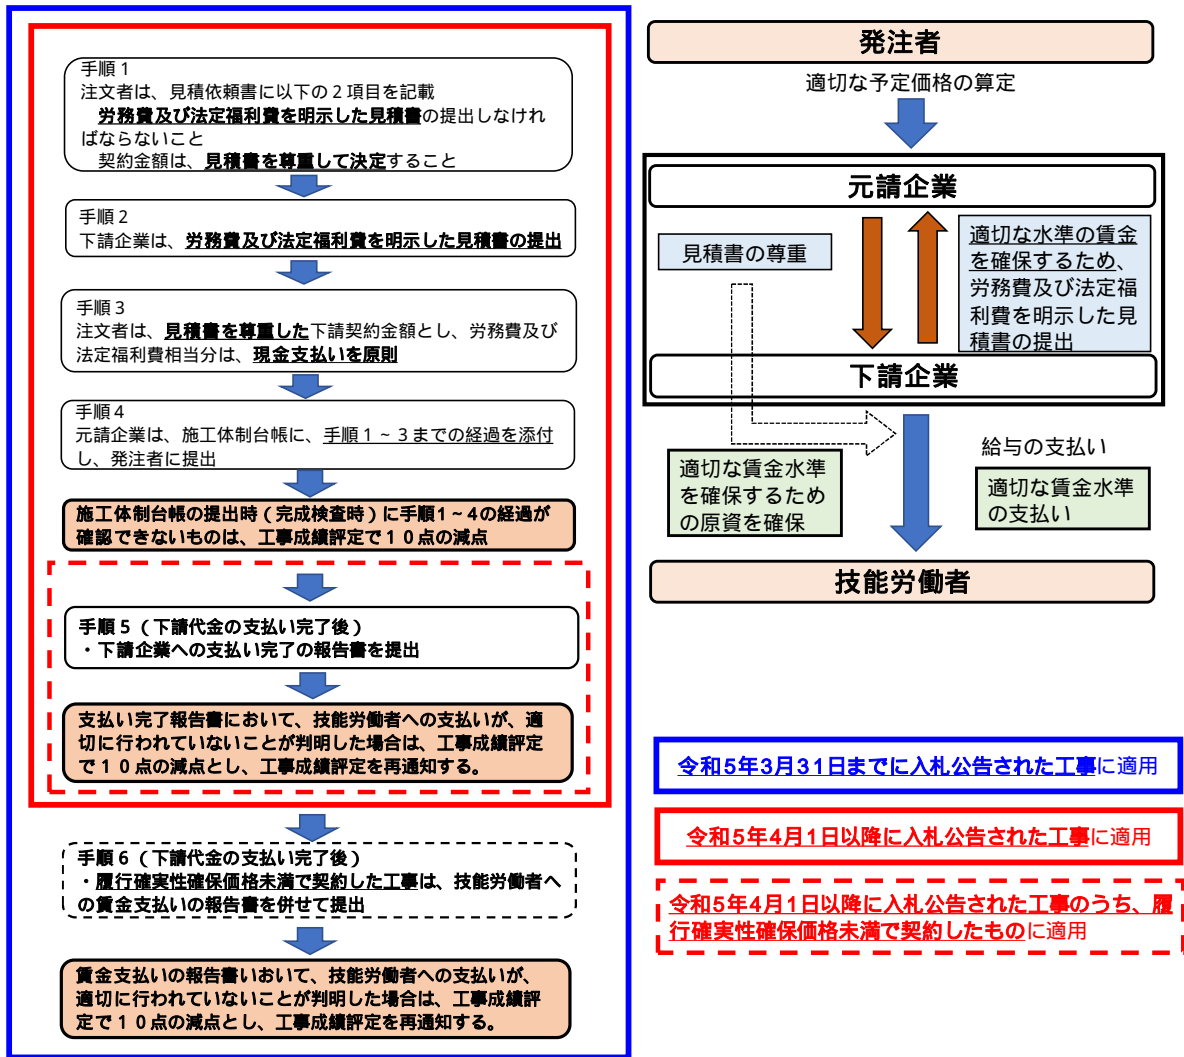 手順１
注文者は、見積依頼書に以下の２項目を記載
労務費及び法定福利費を明示した見積書の提出しなけれ
ばならないこと
契約金額は、見積書を尊重して決定すること
手順２
下請企業は、労務費及び法定福利費を明示した見積書の提出
手順３
注文者は、見積書を尊重した下請契約金額とし、労務費及び
法定福利費相当分は、現金支払いを原則
手順４
元請企業は、施工体制台帳に、手順１~３までの経過を添付
し、発注者に提出
施工体制台帳の提出時（完成検査時）に手順1~4の経過が
確認できないものは、工事成績評定で１０点の減点
手順５（下請代金の支払い完了後）
・下請企業への支払い完了の報告書を提出
支払い完了報告書において、技能労働者への支払いが、適
切に行われていないことが判明した場合は、工事成績評定
で１０点の減点とし、工事成績評定を再通知する。
手順６（下請代金の支払い完了後）
・履行確実性確保価格未満で契約した工事は、技能労働者へ
の賃金支払いの報告書を併せて提出
賃金支払いの報告書いおいて、技能労働者への支払いが、
適切に行われていないことが判明した場合は、工事成績評
定で１０点の減点とし、工事成績評定を再通知する。
発注者
適切な予定価格の算定
元請企業
見積書の尊重
適切な水準の賃金
を確保するため、
労務費及び法定福
利費を明示した見
積書の提出
下請企業
適切な賃金水準
を確保するため
の原資を確保
給与の支払い
適切な賃金水準
の支払い
技能労働者
令和5年3月31日までに入札公告された工事に適用
令和5年4月1日以降に入札公告された工事に適用
令和5年4月1日以降に入札公告された工事のうち、履
行確実性確保価格未満で契約したものに適用